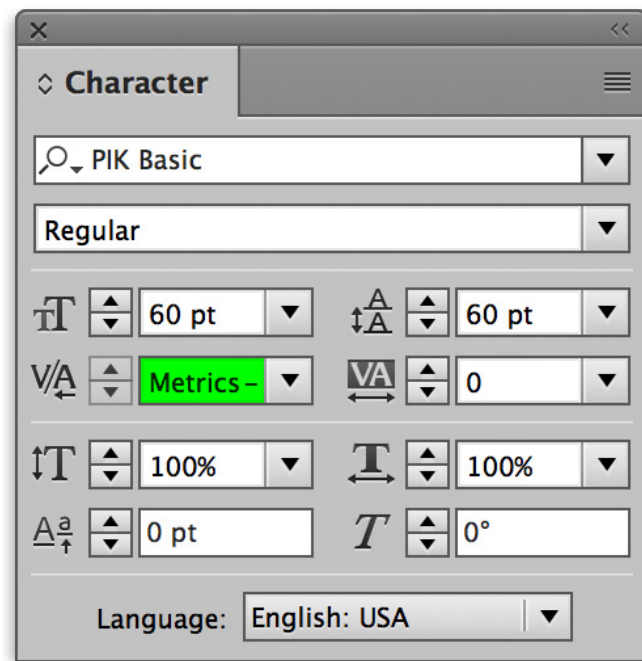 Character
PIK Basic
Regular
60 pt 60 pt
Metrics – 0
100% 100%
0 pt 0°
Language: English: USA